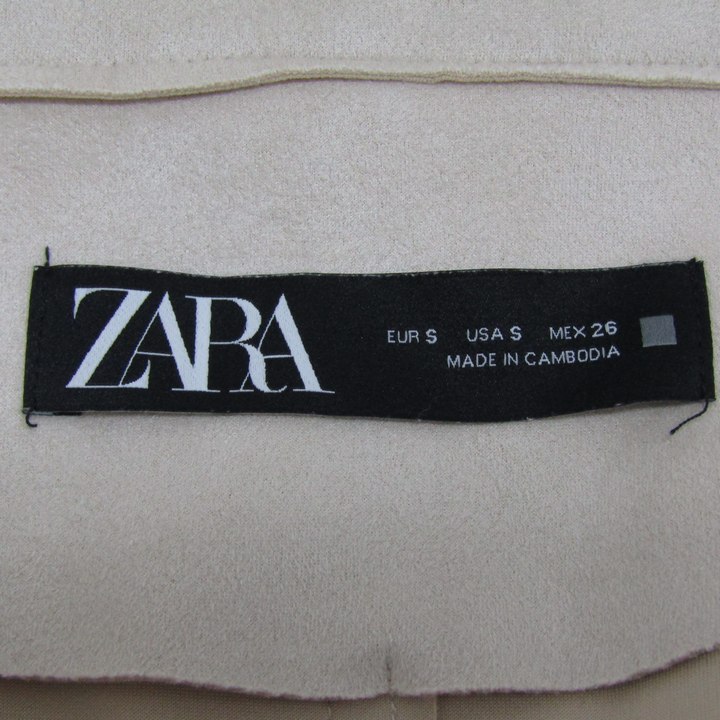 ZARA
EUR S USA S MEX 26
MADE IN CAMBODIA